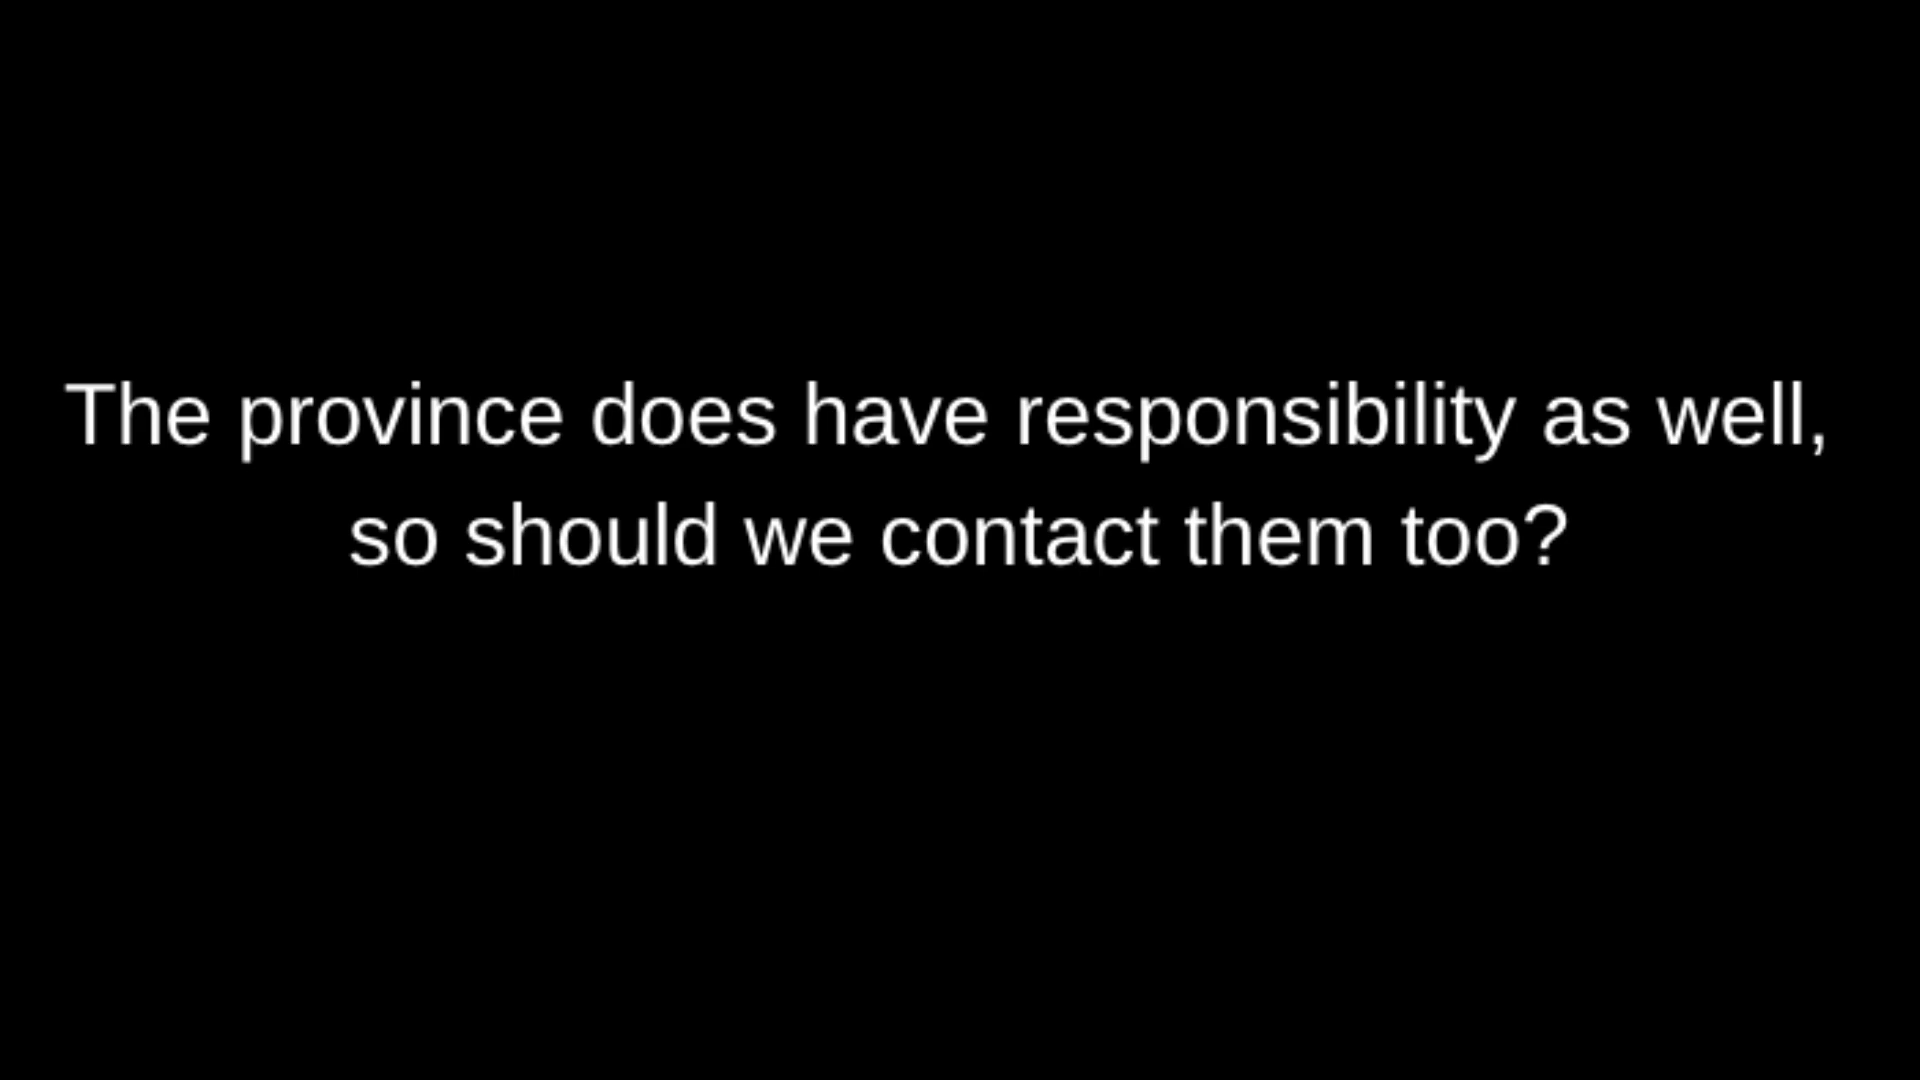 The province does have responsibility as well,
so should we contact them too?